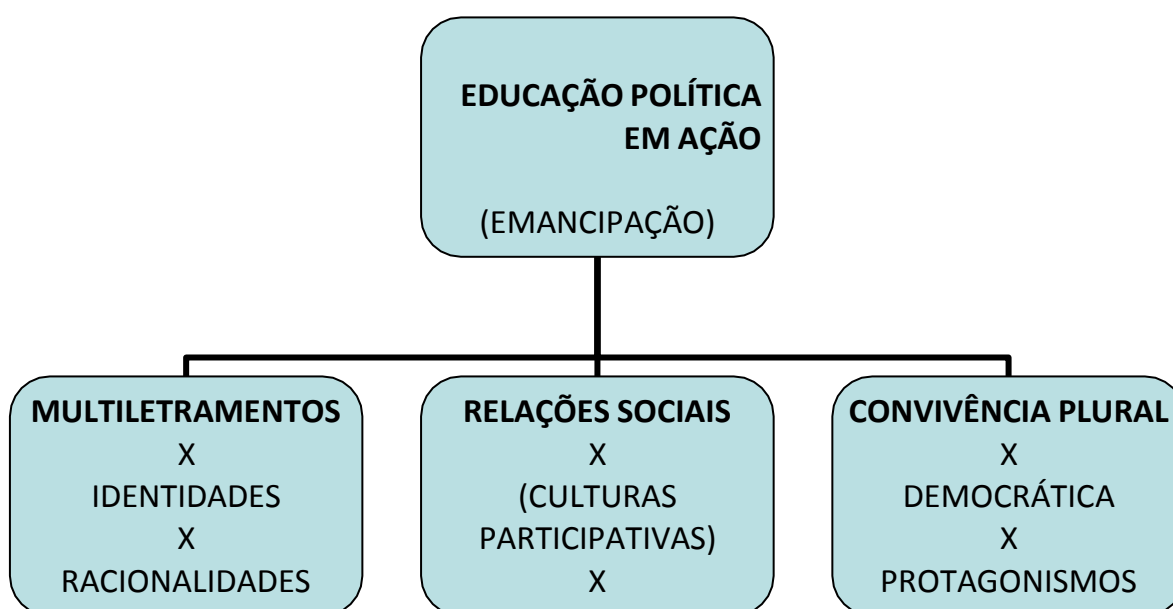 EDUCAÇÃO POLÍTICA
EM AÇÃO
(EMANCIPAÇÃO)
MULTILETRAMENTOS
X
IDENTIDADES
X
RACIONALIDADES
RELAÇÕES SOCIAIS
X
(CULTURAS
PARTICIPATIVAS)
X
CONVIVÊNCIA PLURAL
X
DEMOCRÁTICA
X
PROTAGONISMOS